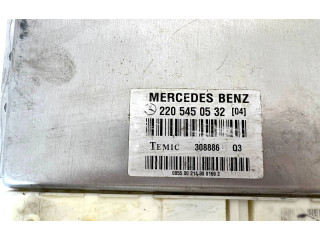 MERCEDES BENZ
220 545 05 32 [04]
TEMIC 308886 Q3